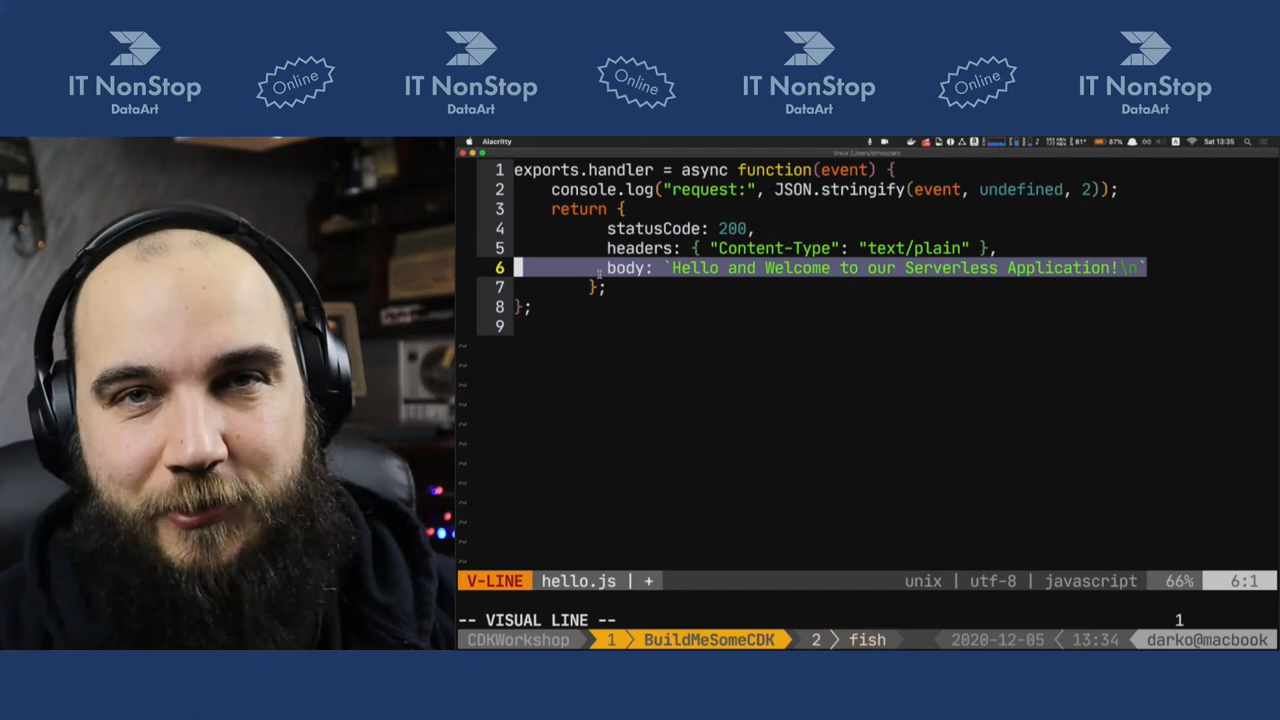 IT NonStop
DataArt
Online
IT NonStop
DataArt
Online
IT NonStop
DataArt
Online
IT NonStop
DataArt
Alacritty
87%
Sat 13:35
1 exports.handler = async function(event) {
2 console.log("request:", JSON.stringify(event, undefined, 2));
3 return {
4 statusCode: 200,
5 headers: { "Content-Type": "text/plain" },
6 body: `Hello and Welcome to our Serverless Application!\n`
7 };
8 };
9
~
~
~
~
~
~
~
~
~
~
~
~
V-LINE hello.js | + unix | utf-8 | javascript 66% 6:1
-- VISUAL LINE -- 1
CDKWorkshop 1 BuildMeSomeCDK 2 fish 2020-12-05 13:34 darko@macbook